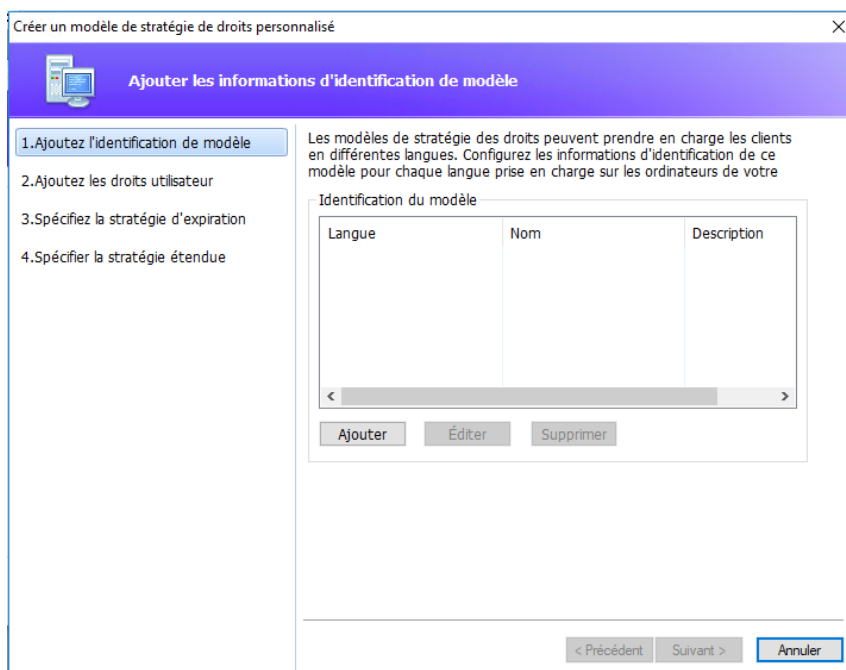 Créer un modèle de stratégie de droits personnalisé
Ajouter les informations d'identification de modèle
1.Ajoutez l'identification de modèle
2.Ajoutez les droits utilisateur
3.Spécifiez la stratégie d'expiration
4.Spécifier la stratégie étendue
Les modèles de stratégie des droits peuvent prendre en charge les clients
en différentes langues. Configurez les informations d'identification de ce
modèle pour chaque langue prise en charge sur les ordinateurs de votre
Identification du modèle
Langue Nom Description
Ajouter Éditer Supprimer
< Précédent Suivant > Annuler